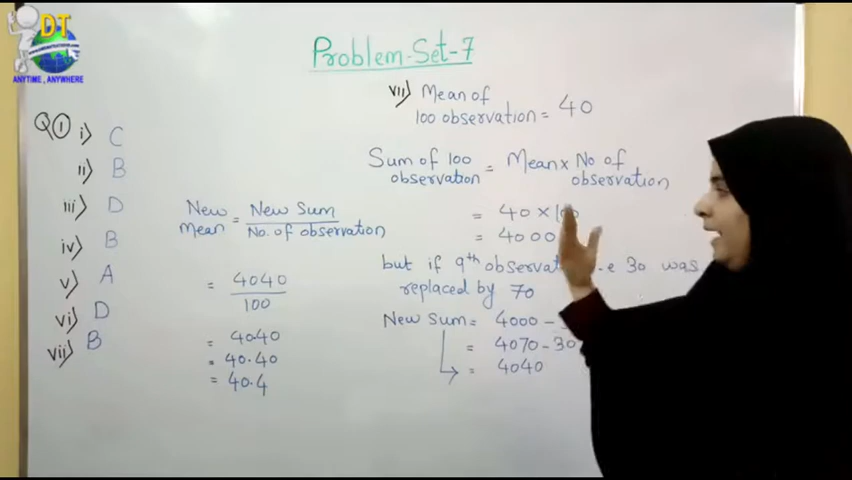 DT
ANYTIME, ANYWHERE
Problem-Set-7
Q① i) C
ii) B
iii) D
iv) B
v) A
vi) D
vii) B
vii) Mean of
100 observation = 40
Sum of 100
observation = Mean x No of
observation
= 40 × 100
= 4000
but if 9th i.e 30 was
replaced by 70
New Sum = 4000 -
= 4070 - 30
= 4040
New Mean = New Sum
No. of observation
= 4040
100
= 40.40
= 40.40
= 40.4